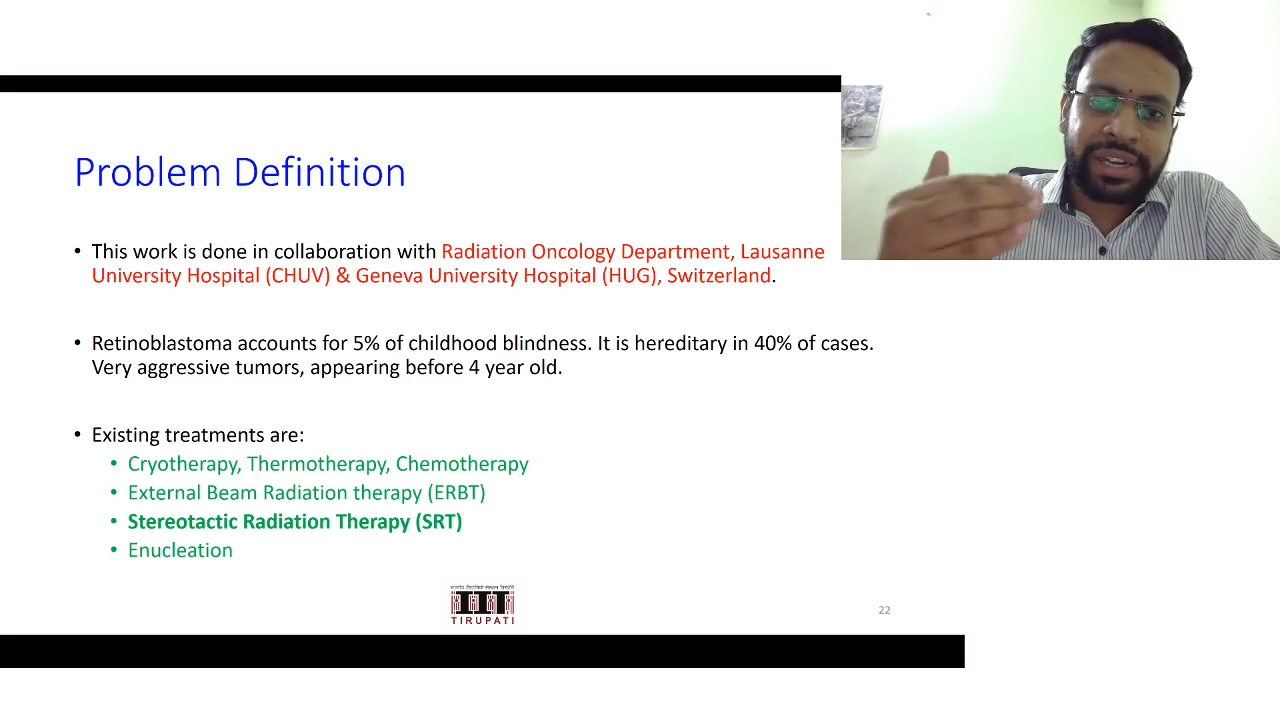 Problem Definition
• This work is done in collaboration with Radiation Oncology Department, Lausanne
University Hospital (CHUV) & Geneva University Hospital (HUG), Switzerland.
• Retinoblastoma accounts for 5% of childhood blindness. It is hereditary in 40% of cases.
Very aggressive tumors, appearing before 4 year old.
• Existing treatments are:
• Cryotherapy, Thermotherapy, Chemotherapy
• External Beam Radiation therapy (ERBT)
• Stereotactic Radiation Therapy (SRT)
• Enucleation
TIRUPATI
22